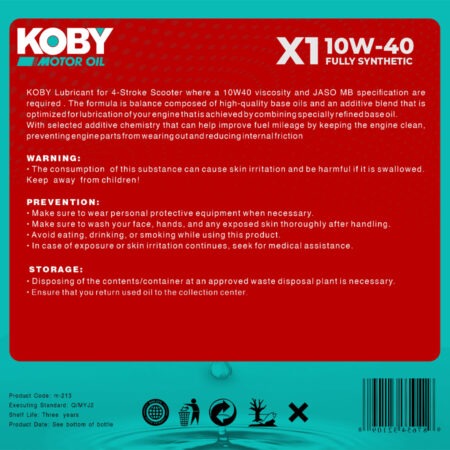 KOBY
MOTOR OIL
X1 10W-40
FULLY SYNTHETIC
KOBY Lubricant for 4-Stroke Scooter where a 10W40 viscosity and JASO MB specification are
required . The formula is balance composed of high-quality base oils and an additive blend that is
optimized for lubrication of your engine that is achieved by combining specially refined base oil.
With selected additive chemistry that can help improve fuel mileage by keeping the engine clean,
preventing engine parts from wearing out and reducing internal friction
WARNING:
• The consumption of this substance can cause skin irritation and be harmful if it is swallowed.
Keep away from children!
PREVENTION:
• Make sure to wear personal protective equipment when necessary.
• Make sure to wash your face, hands, and any exposed skin thoroughly after handling.
• Avoid eating, drinking, or smoking while using this product.
• In case of exposure or skin irritation continues, seek for medical assistance.
STORAGE:
• Disposing of the contents/container at an approved waste disposal plant is necessary.
• Ensure that you return used oil to the collection center.
Product Code: m-213
Executing Standard: Q/MYJ2
Shelf Life: Three years
Product Date: See bottom of bottle